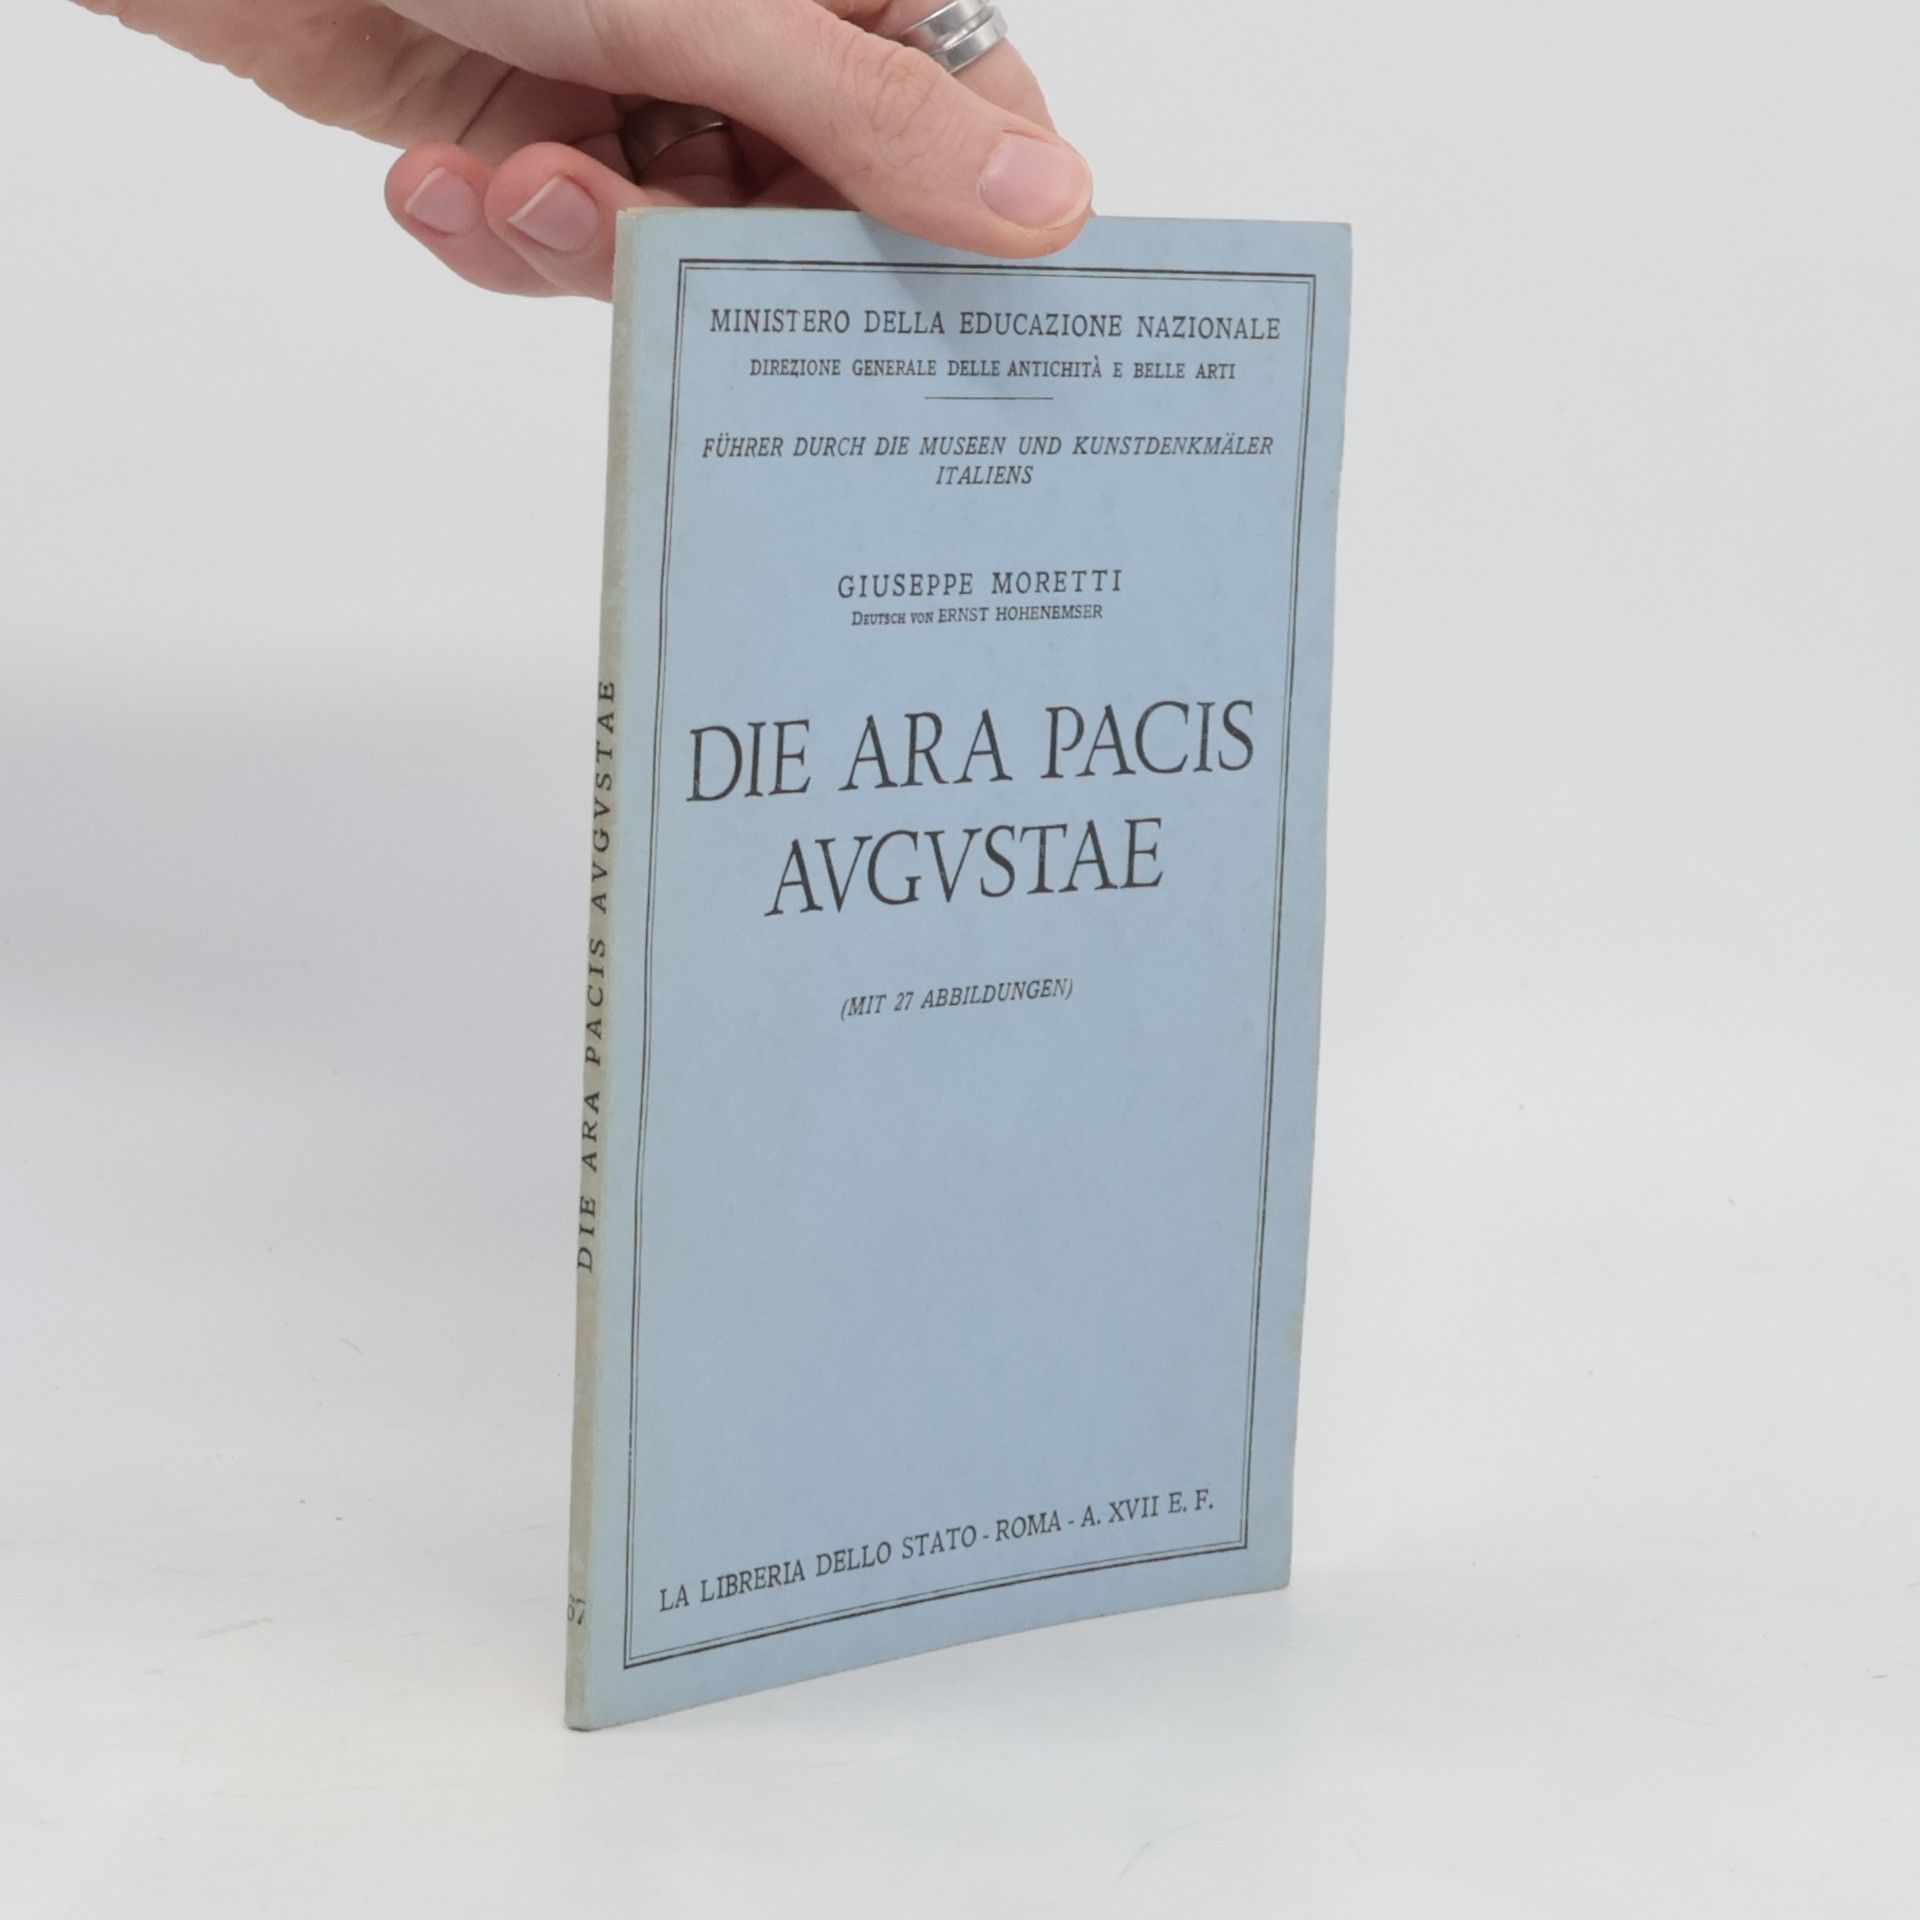 MINISTERO DELLA EDUCAZIONE NAZIONALE
DIREZIONE GENERALE DELLE ANTICHITÀ E BELLE ARTI
FÜHRER DURCH DIE MUSEEN UND KUNSTDENKMÄLER
ITALIENS
GIUSEPPE MORETTI
DEUTSCH VON ERNST HOHENEMSER
DIE ARA PACIS
AVGVSTAE
(MIT 27 ABBILDUNGEN)
LA LIBRERIA DELLO STATO - ROMA - A. XVII E. F.
DIE ARA PACIS AVGVSTAE
67